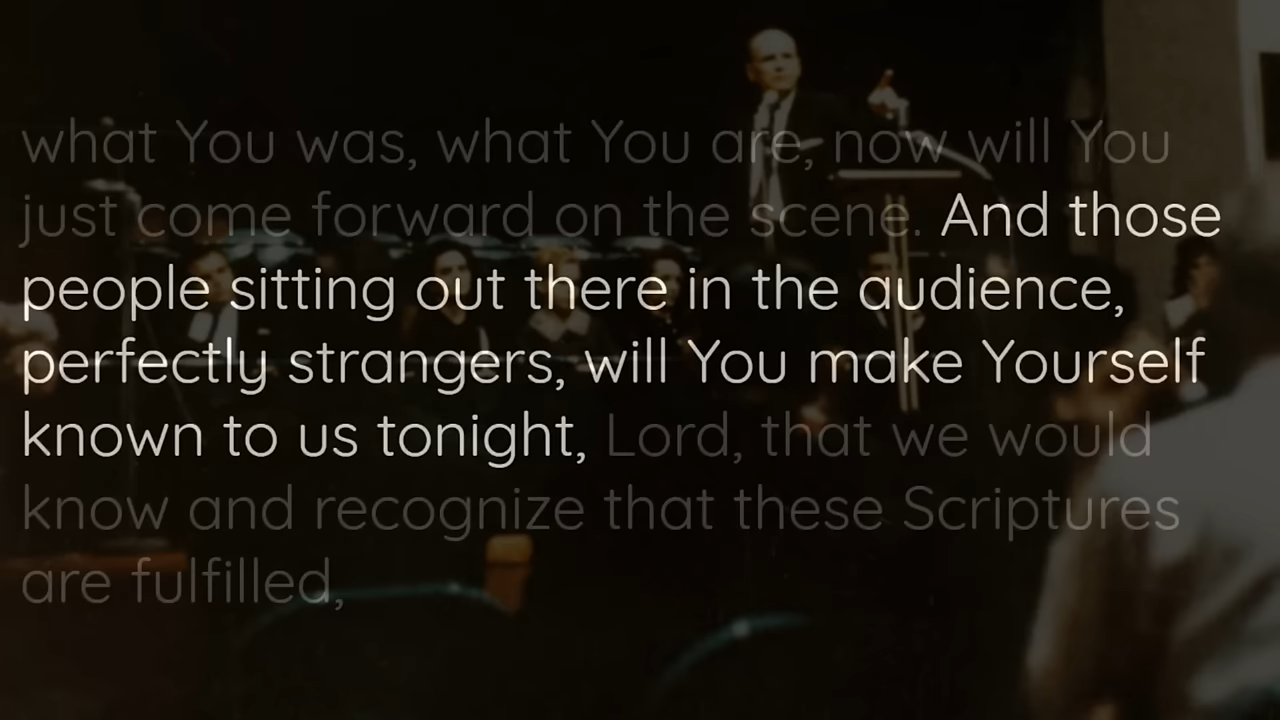 what You was, what You are, now will You
just come forward on the scene. And those
people sitting out there in the audience,
perfectly strangers, will You make Yourself
known to us tonight, Lord, that we would
know and recognize that these Scriptures
are fulfilled,